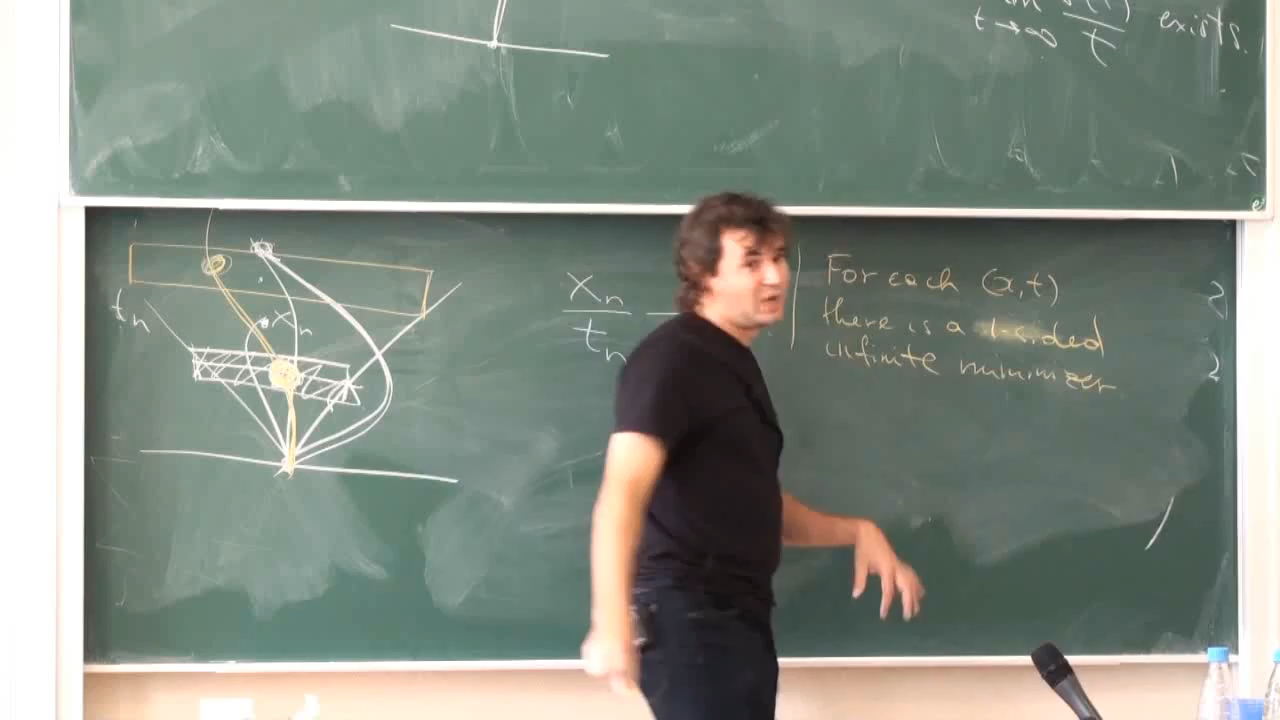 t→∞ t exists.
t_n
x_n
x_n
t_n
For each (x,t)
there is a 1-sided
infinite minimizer